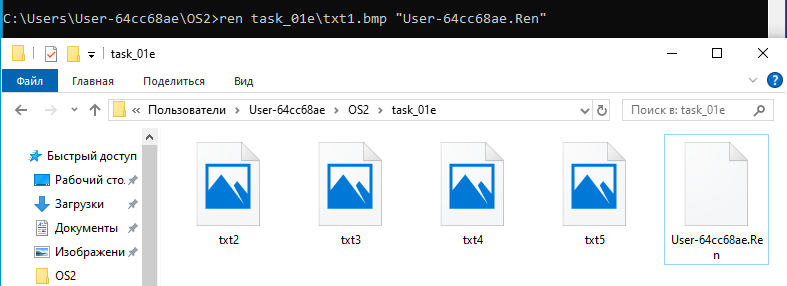 C:\Users\User-64cc68ae\OS2>ren task_01e\txt1.bmp "User-64cc68ae.Ren"
task_01e
Файл Главная Поделиться Вид
« Пользователи > User-64cc68ae > OS2 > task_01e
Поиск в: task_01e
Быстрый доступ
Рабочий сто.
Загрузки
Документы
Изображени
OS2
txt2
txt3
txt4
txt5
User-64cc68ae.Re
n